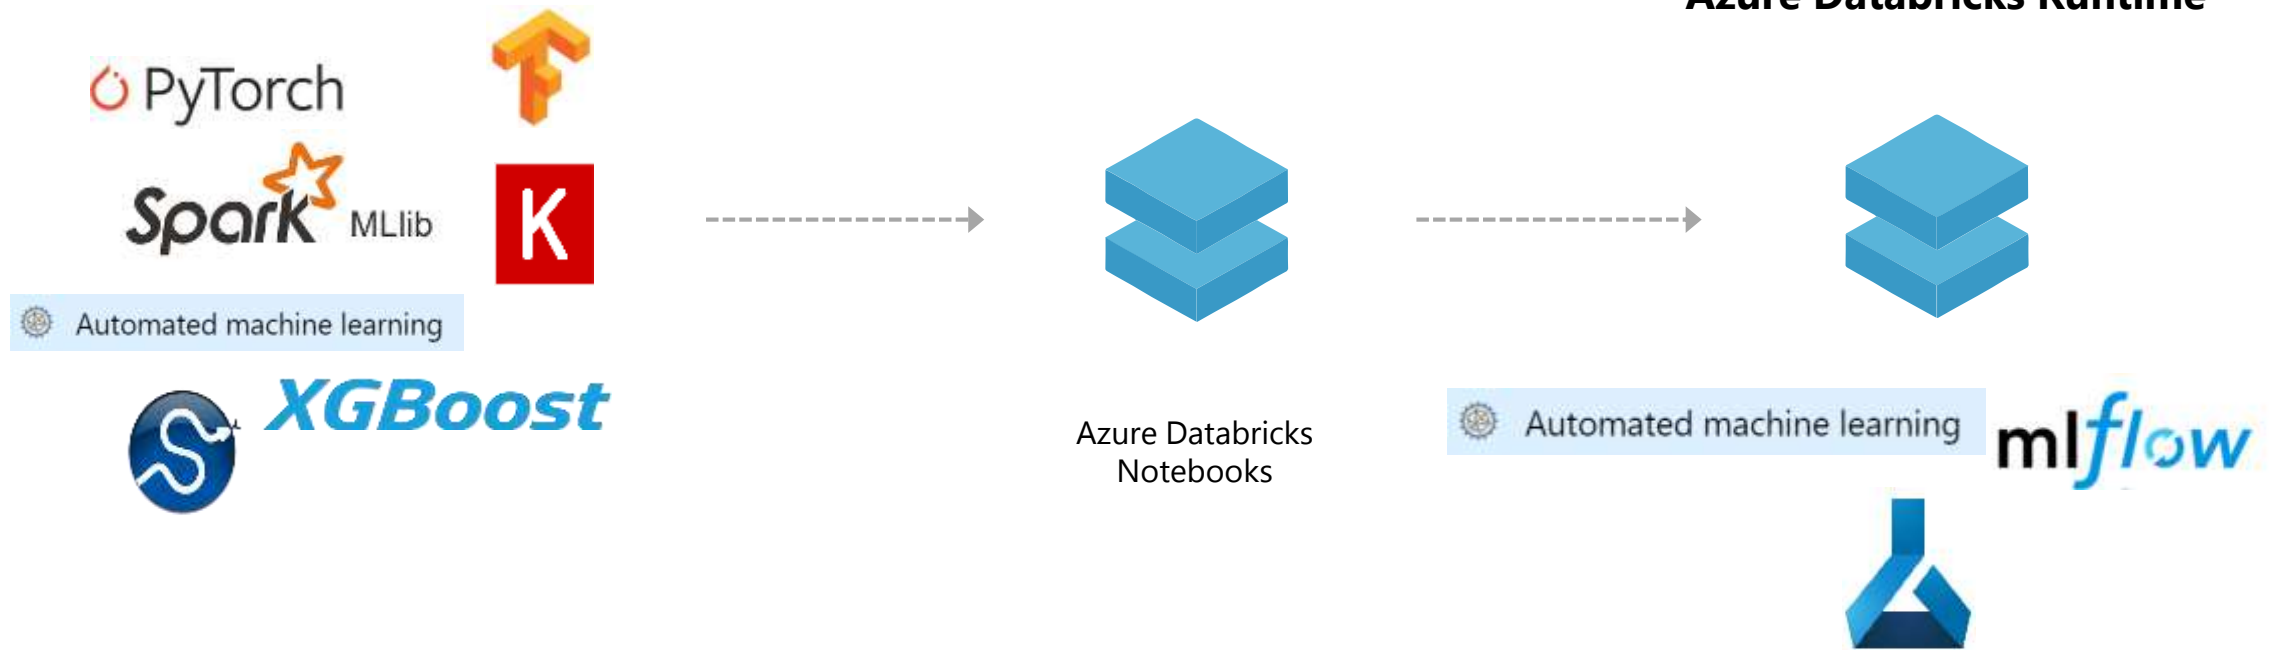 Azure Databricks Runtime
PyTorch
Spark MLlib
K
Automated machine learning
XGBoost
Azure Databricks
Notebooks
Automated machine learning
mlflow